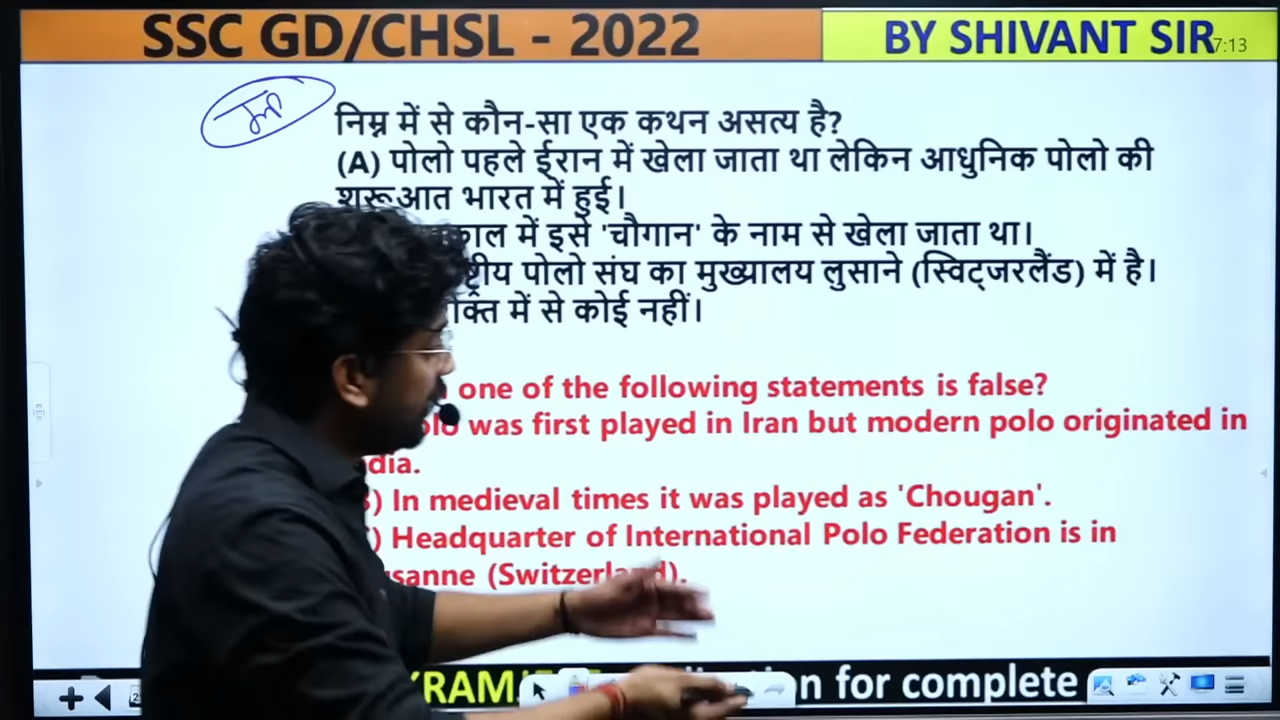 SSC GD/CHSL - 2022
BY SHIVANT SIR
7:13
निम्न में से कौन-सा एक कथन असत्य है?
(A) पोलो पहले ईरान में खेला जाता था लेकिन आधुनिक पोलो की
शुरूआत भारत में हुई।
में इसे 'चौगान' के नाम से खेला जाता था।
पोलो संघ का मुख्यालय लुसाने (स्विट्जरलैंड) में है।
में से कोई नहीं।
one of the following statements is false?
was first played in Iran but modern polo originated in
) In medieval times it was played as 'Chougan'.
) Headquarter of International Polo Federation is in
(Switzerland).
n for complete